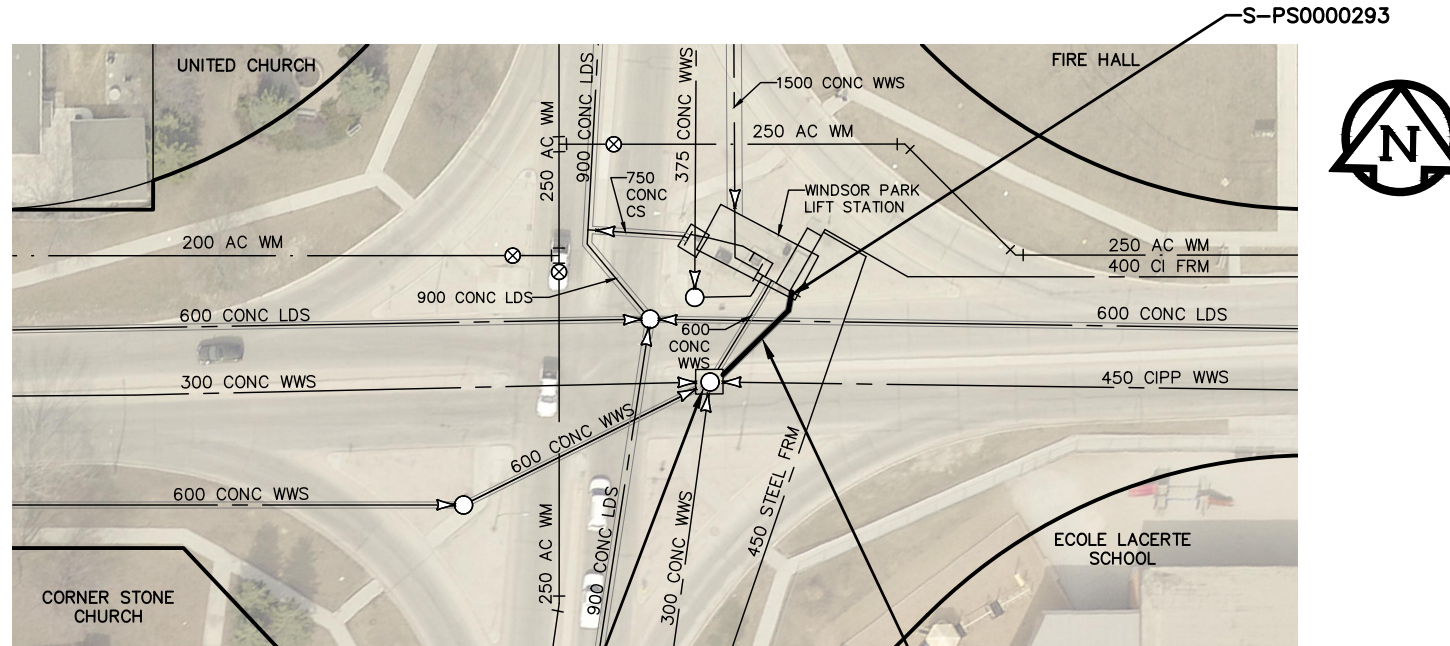 S-PS0000293
UNITED CHURCH
FIRE HALL
N
900 CONC LDS
375 CONC WWS
1500 CONC WWS
250 AC WM
250 AC WM
750
CONC
CS
WINDSOR PARK
LIFT STATION
200 AC WM
250 AC WM
400 CI FRM
900 CONC LDS
600 CONC LDS
600 CONC LDS
600
CONC
WWS
300 CONC WWS
450 CIPP WWS
600 CONC WWS
450 STEEL FRM
600 CONC WWS
250 AC WM
900 CONC LDS
300 CONC WWS
ECOLE LACERTE
SCHOOL
CORNER STONE
CHURCH